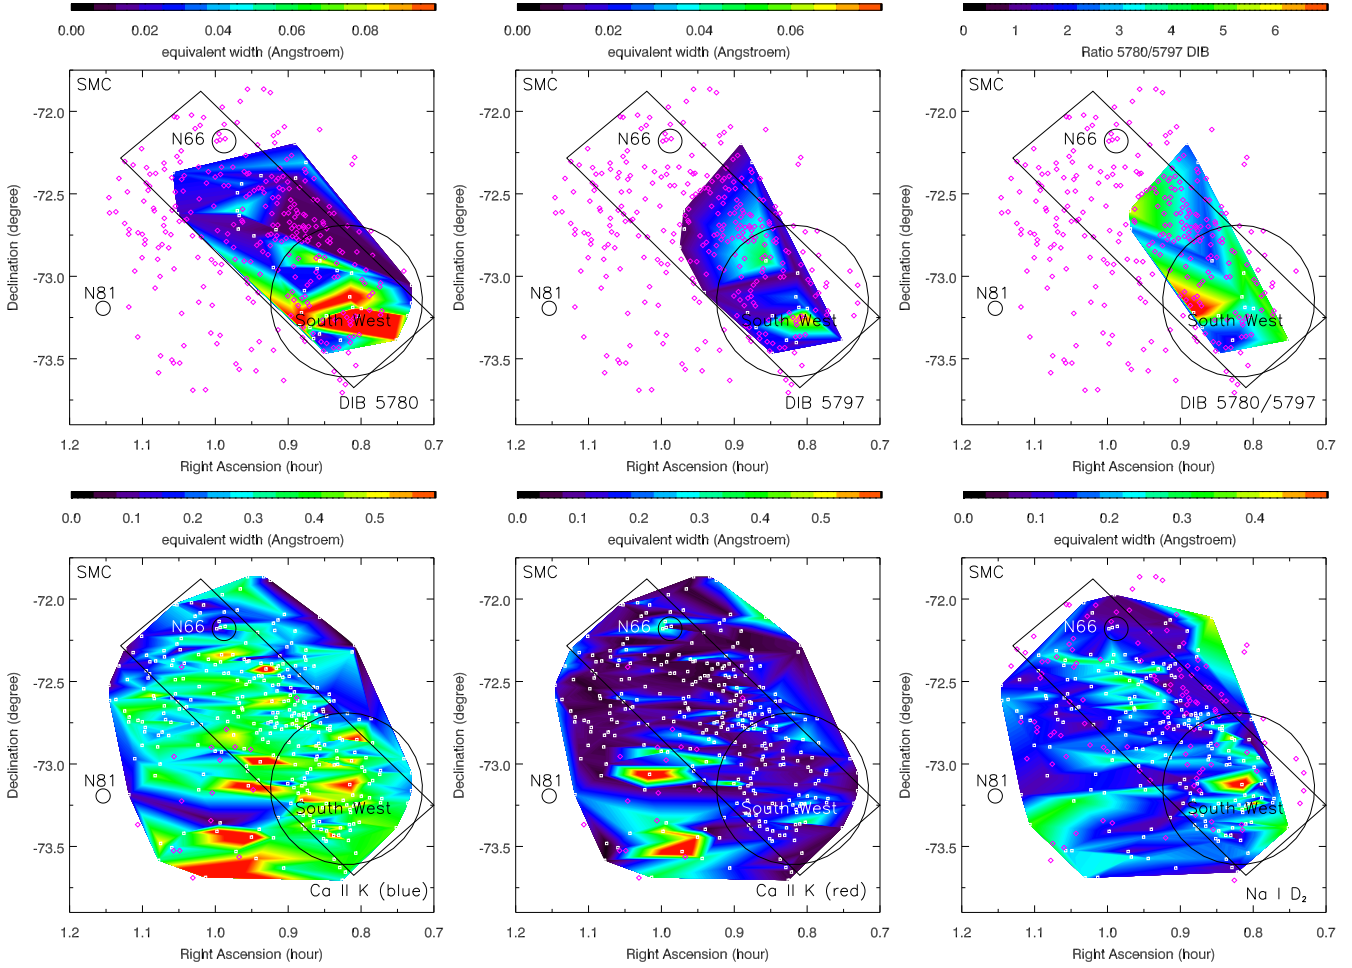 0.00 0.02 0.04 0.06 0.08
equivalent width (Angstroem)
SMC
N66
N81
South West
DIB 5780
-72.0
-72.5
-73.0
-73.5
Declination (degree)
1.2 1.1 1.0 0.9 0.8 0.7
Right Ascension (hour)
0.00 0.02 0.04 0.06
equivalent width (Angstroem)
SMC
N66
N81
South West
DIB 5797
-72.0
-72.5
-73.0
-73.5
Declination (degree)
1.2 1.1 1.0 0.9 0.8 0.7
Right Ascension (hour)
0 1 2 3 4 5 6
Ratio 5780/5797 DIB
SMC
N66
N81
South West
DIB 5780/5797
-72.0
-72.5
-73.0
-73.5
Declination (degree)
1.2 1.1 1.0 0.9 0.8 0.7
Right Ascension (hour)
0.0 0.1 0.2 0.3 0.4 0.5
equivalent width (Angstroem)
SMC
N66
N81
South West
Ca II K (blue)
-72.0
-72.5
-73.0
-73.5
Declination (degree)
1.2 1.1 1.0 0.9 0.8 0.7
Right Ascension (hour)
0.0 0.1 0.2 0.3 0.4 0.5
equivalent width (Angstroem)
SMC
N66
N81
South West
Ca II K (red)
-72.0
-72.5
-73.0
-73.5
Declination (degree)
1.2 1.1 1.0 0.9 0.8 0.7
Right Ascension (hour)
0.0 0.1 0.2 0.3 0.4
equivalent width (Angstroem)
SMC
N66
N81
South West
Na I D₂
-72.0
-72.5
-73.0
-73.5
Declination (degree)
1.2 1.1 1.0 0.9 0.8 0.7
Right Ascension (hour)